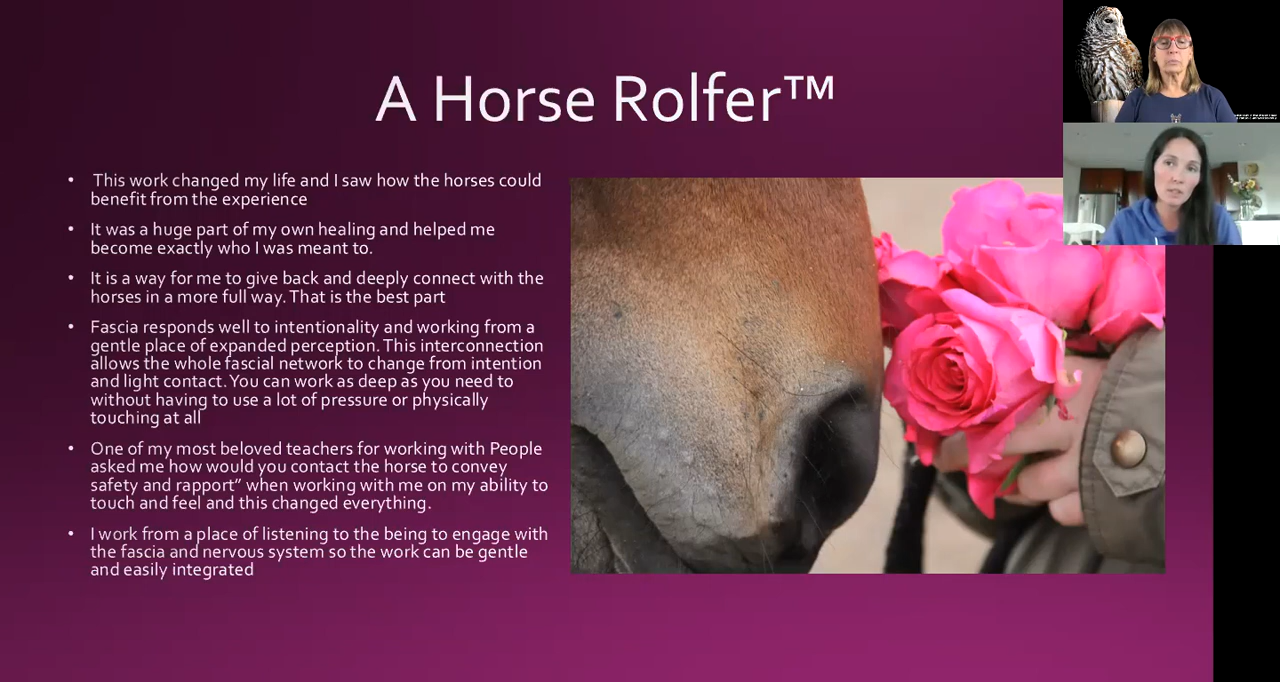 A Horse Rolfer™
• This work changed my life and I saw how the horses could
benefit from the experience
• It was a huge part of my own healing and helped me
become exactly who I was meant to.
• It is a way for me to give back and deeply connect with the
horses in a more full way. That is the best part
• Fascia responds well to intentionality and working from a
gentle place of expanded perception. This interconnection
allows the whole fascial network to change from intention
and light contact. You can work as deep as you need to
without having to use a lot of pressure or physically
touching at all
• One of my most beloved teachers for working with People
asked me how would you contact the horse to convey
safety and rapport” when working with me on my ability to
touch and feel and this changed everything.
• I work from a place of listening to the being to engage with
the fascia and nervous system so the work can be gentle
and easily integrated